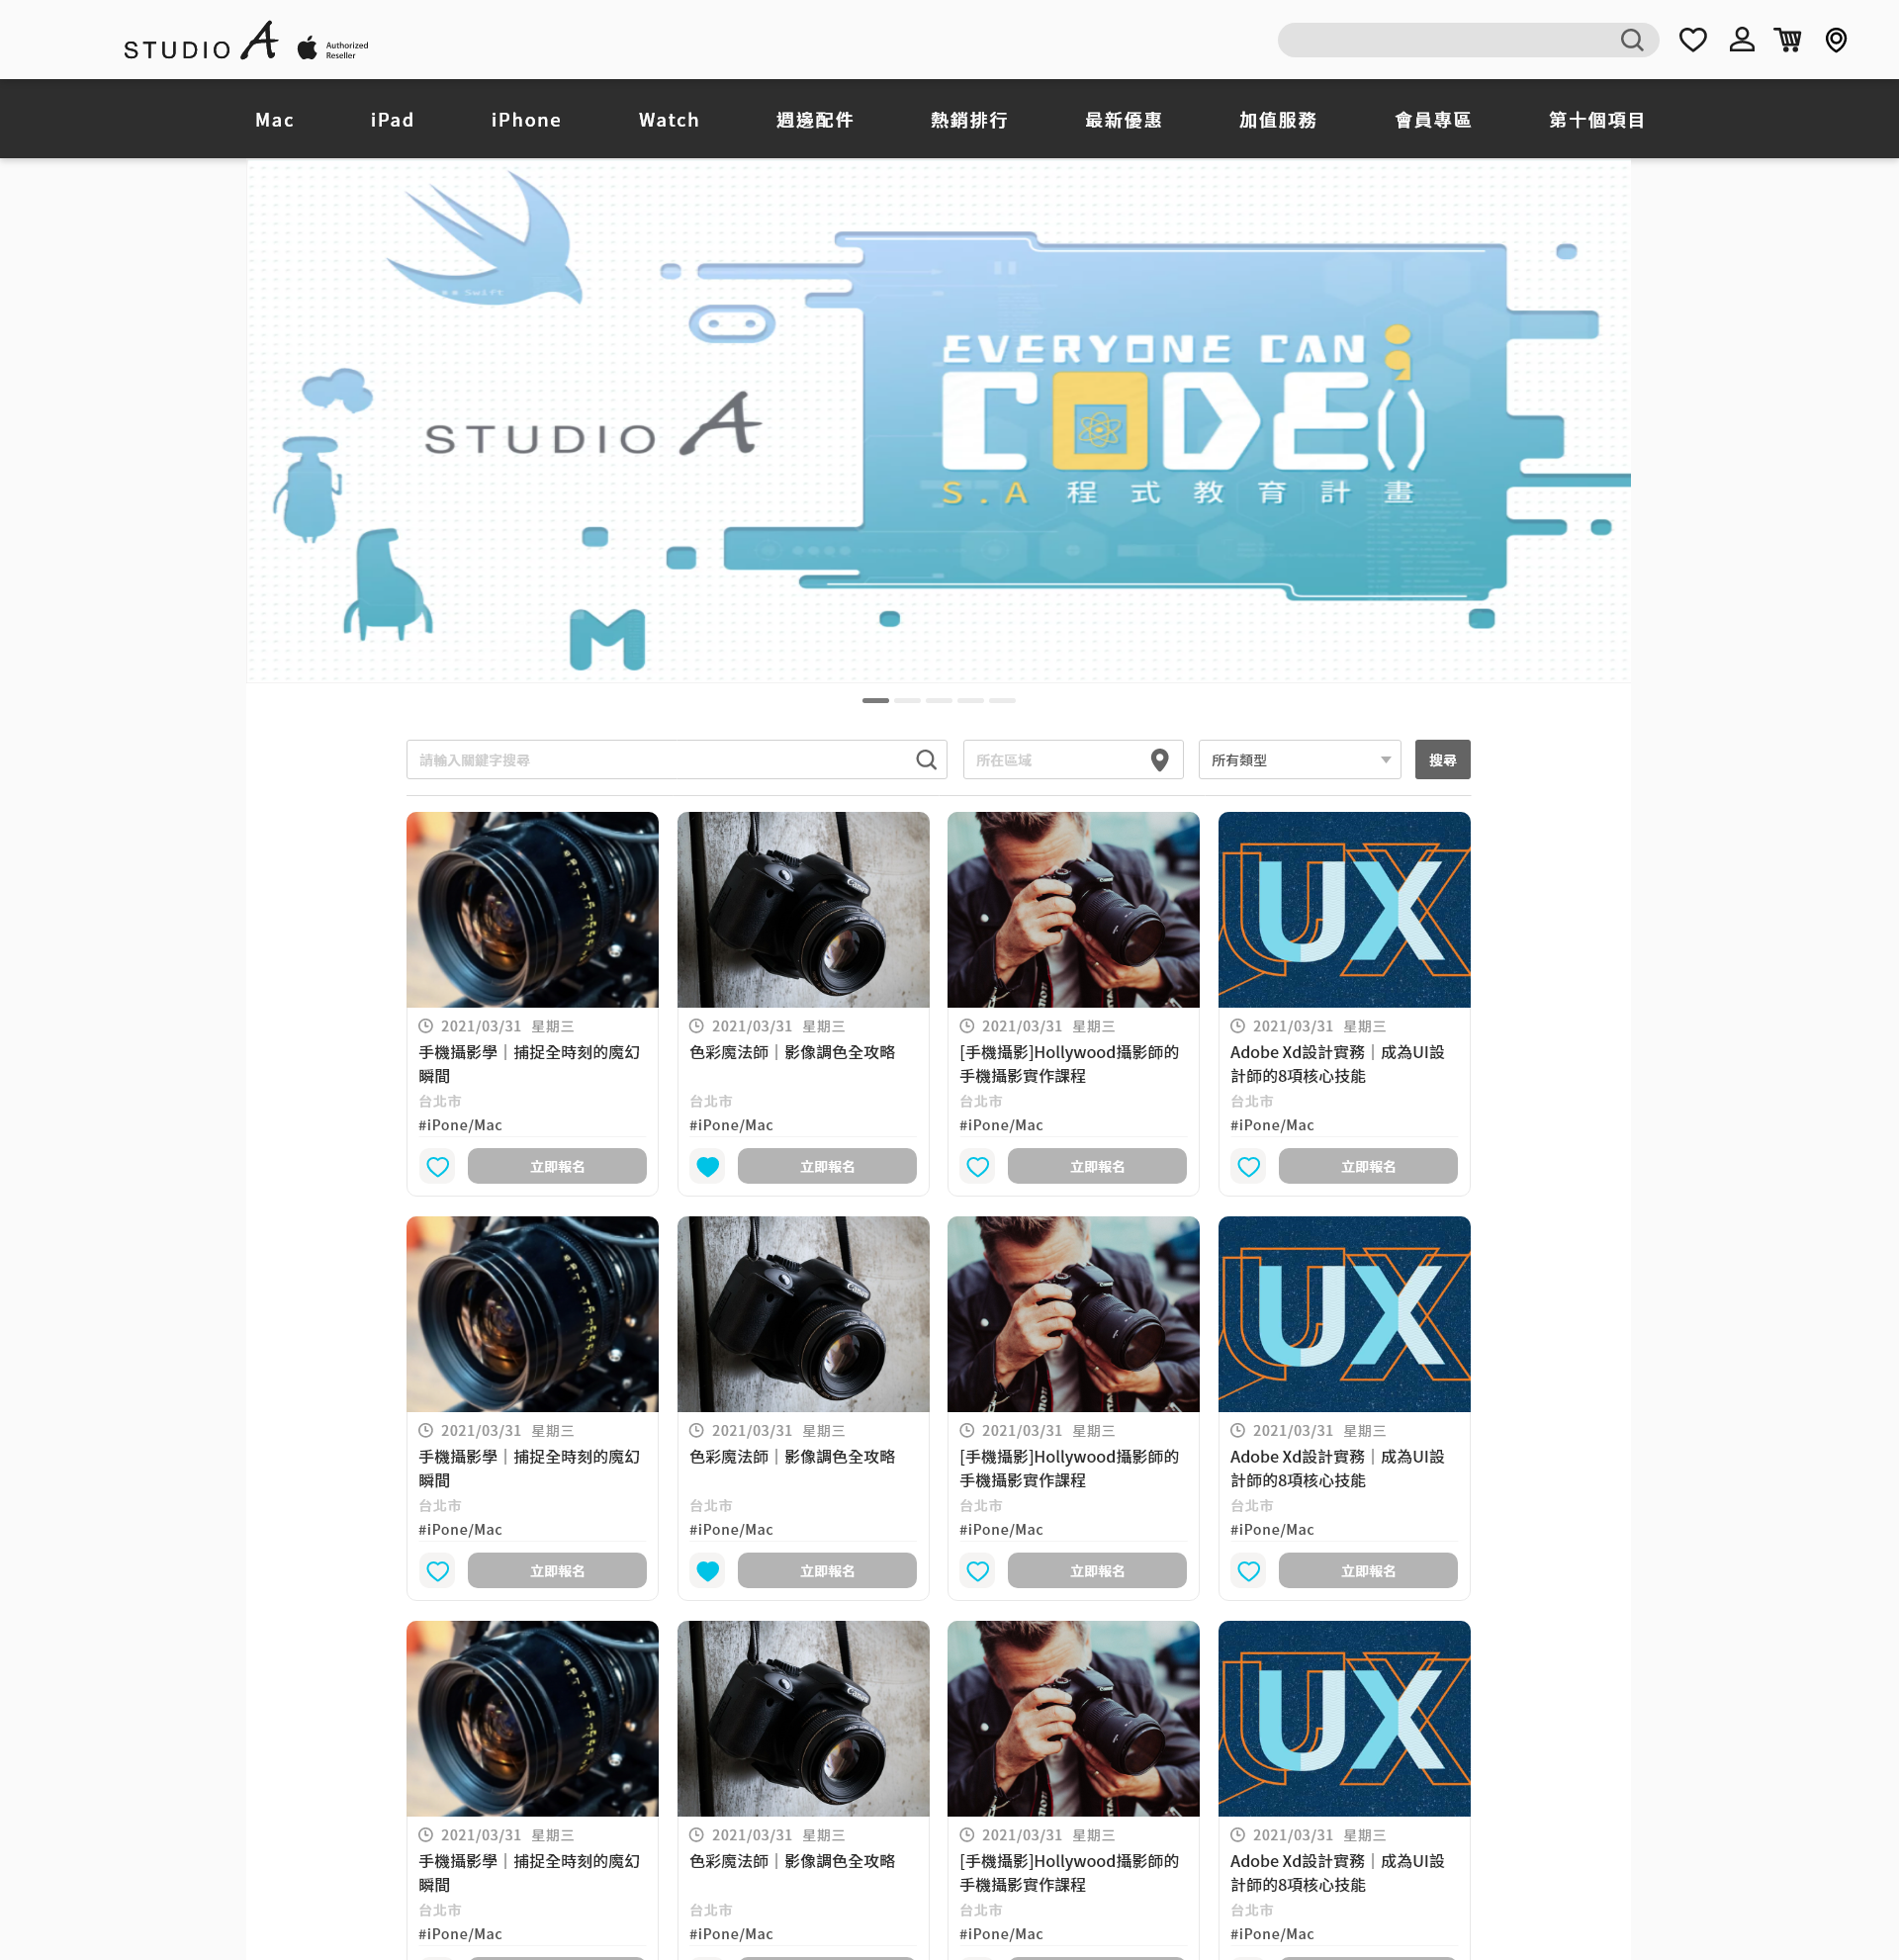 STUDIO A Authorized
Reseller
Mac iPad iPhone Watch 週邊配件 熱銷排行 最新優惠 加值服務 會員專區 第十個項目
Swift
EVERYONE CAN
CODE;()
STUDIO A
S.A 程式教育計畫
請輸入關鍵字搜尋 所在區域 所有類型 搜尋
UX
2021/03/31 星期三 2021/03/31 星期三 2021/03/31 星期三 2021/03/31 星期三
手機攝影學｜捕捉全時刻的魔幻 色彩魔法師｜影像調色全攻略 [手機攝影]Hollywood攝影師的 Adobe Xd設計實務｜成為UI設
瞬間 手機攝影實作課程 計師的8項核心技能
台北市 台北市 台北市 台北市
#iPone/Mac #iPone/Mac #iPone/Mac #iPone/Mac
立即報名 立即報名 立即報名 立即報名
UX
2021/03/31 星期三 2021/03/31 星期三 2021/03/31 星期三 2021/03/31 星期三
手機攝影學｜捕捉全時刻的魔幻 色彩魔法師｜影像調色全攻略 [手機攝影]Hollywood攝影師的 Adobe Xd設計實務｜成為UI設
瞬間 手機攝影實作課程 計師的8項核心技能
台北市 台北市 台北市 台北市
#iPone/Mac #iPone/Mac #iPone/Mac #iPone/Mac
立即報名 立即報名 立即報名 立即報名
UX
2021/03/31 星期三 2021/03/31 星期三 2021/03/31 星期三 2021/03/31 星期三
手機攝影學｜捕捉全時刻的魔幻 色彩魔法師｜影像調色全攻略 [手機攝影]Hollywood攝影師的 Adobe Xd設計實務｜成為UI設
瞬間 手機攝影實作課程 計師的8項核心技能
台北市 台北市 台北市 台北市
#iPone/Mac #iPone/Mac #iPone/Mac #iPone/Mac